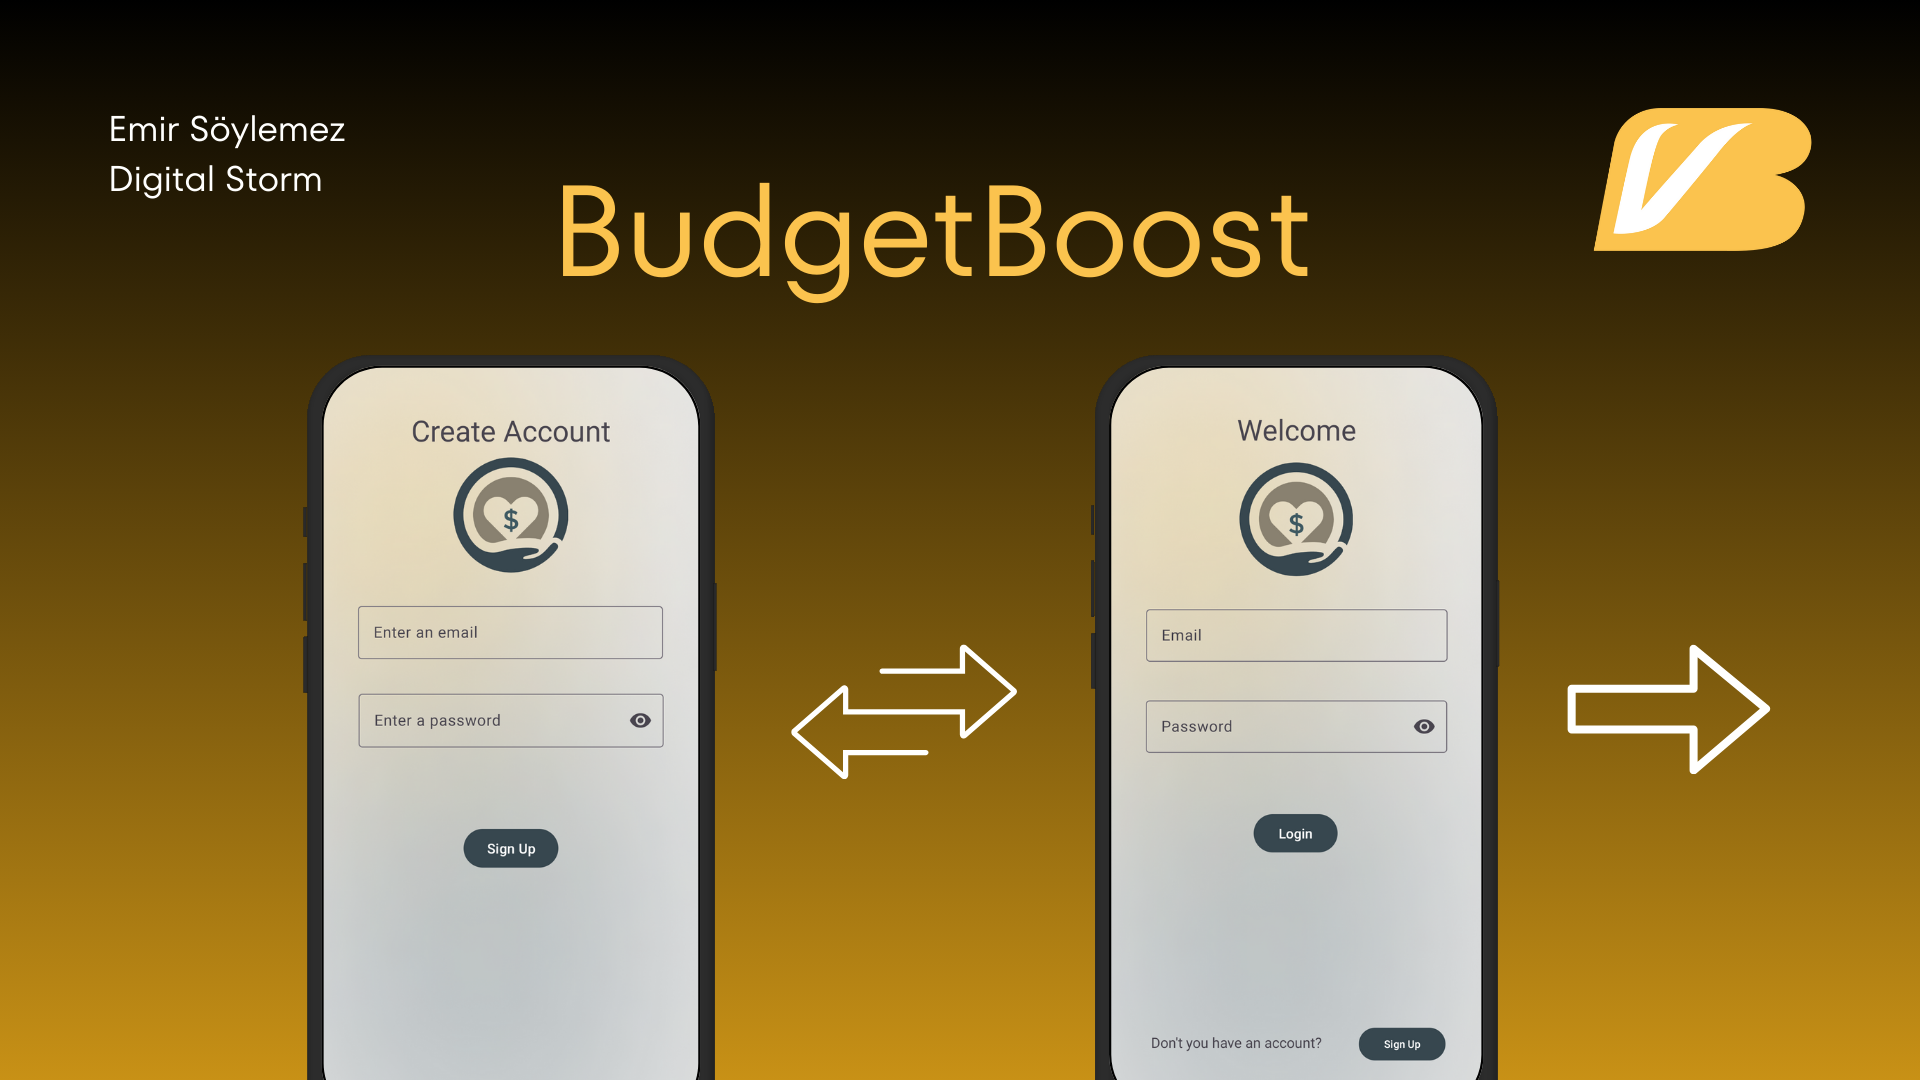 Emir Söylemez
Digital Storm
BudgetBoost
Create Account
$
Enter an email
Enter a password
Sign Up
Welcome
$
Email
Password
Login
Don't you have an account?
Sign Up